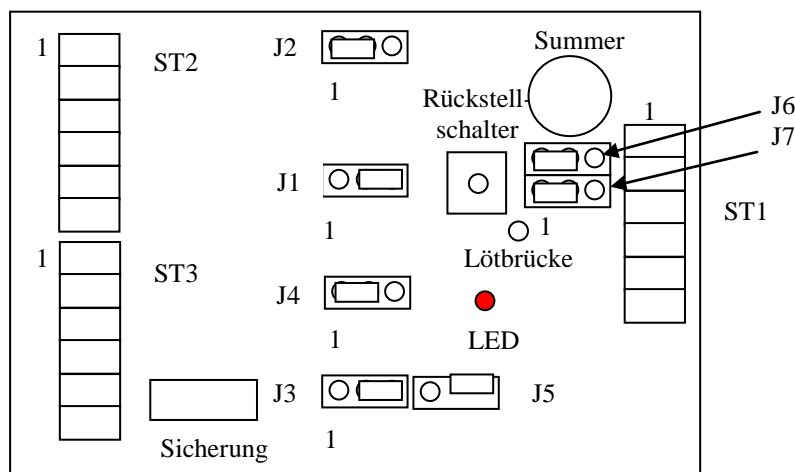 1
ST2
J2
1
Summer
Rückstell-
schalter
1
J6
J7
J1
1
1
ST1
Lötbrücke
1
ST3
J4
1
LED
J3
1
J5
Sicherung